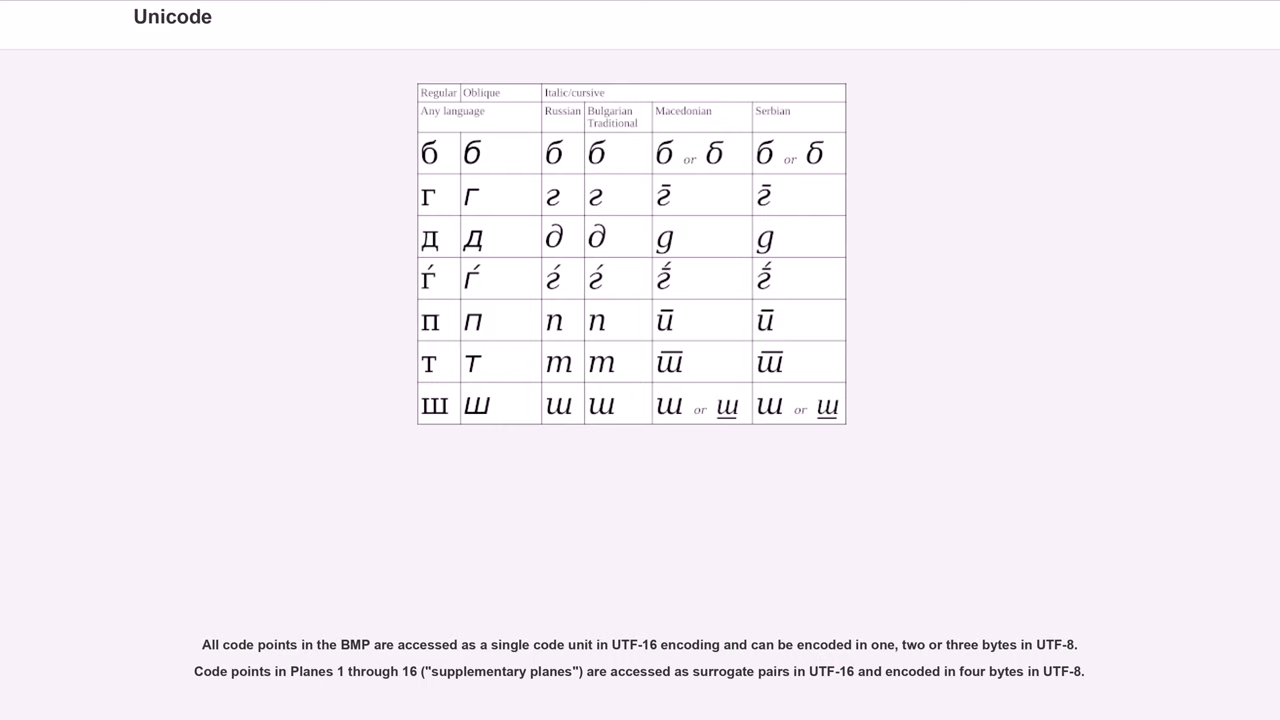 Unicode
Regular Oblique Italic/cursive
Any language Russian Bulgarian Traditional Macedonian Serbian
б б б б б or б б or б
г г г г г̄ г̄
д д д д g g
ѓ ѓ ѓ ѓ ѓ̄ ѓ̄
п п п п ӣ ӣ
т т т т ш̅ ш̅
ш ш ш ш ш or ш̲ ш or ш̲
All code points in the BMP are accessed as a single code unit in UTF-16 encoding and can be encoded in one, two or three bytes in UTF-8.
Code points in Planes 1 through 16 ("supplementary planes") are accessed as surrogate pairs in UTF-16 and encoded in four bytes in UTF-8.